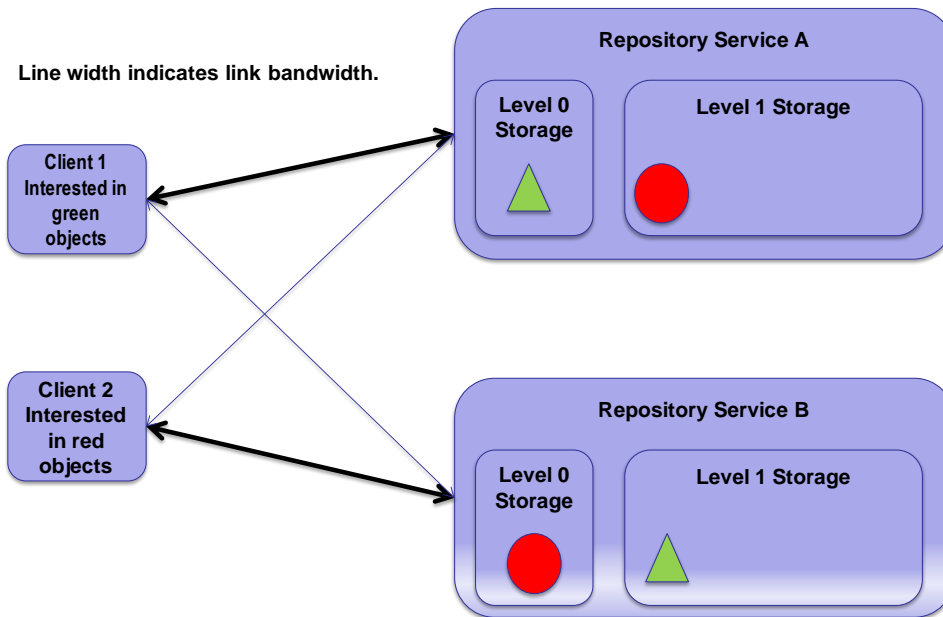 Repository Service A
Line width indicates link bandwidth.
Level 0
Storage
Level 1 Storage
Client 1
Interested in
green
objects
Client 2
Interested
in red
objects
Repository Service B
Level 0
Storage
Level 1 Storage